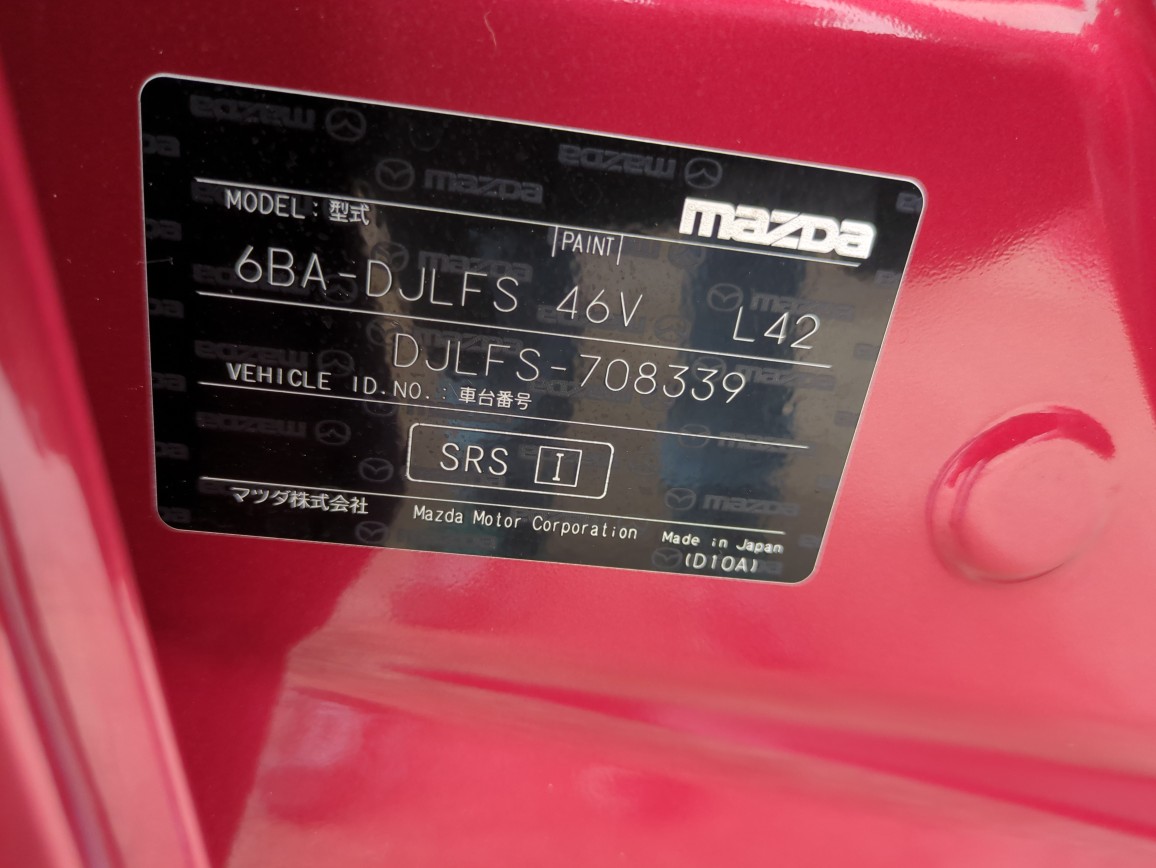 mazda
MODEL : 型式
|PAINT|
6BA-DJLFS 46V L42
DJLFS-708339
VEHICLE ID.NO. : 車台番号
SRS I
マツダ株式会社 Mazda Motor Corporation Made in Japan
(D10A)